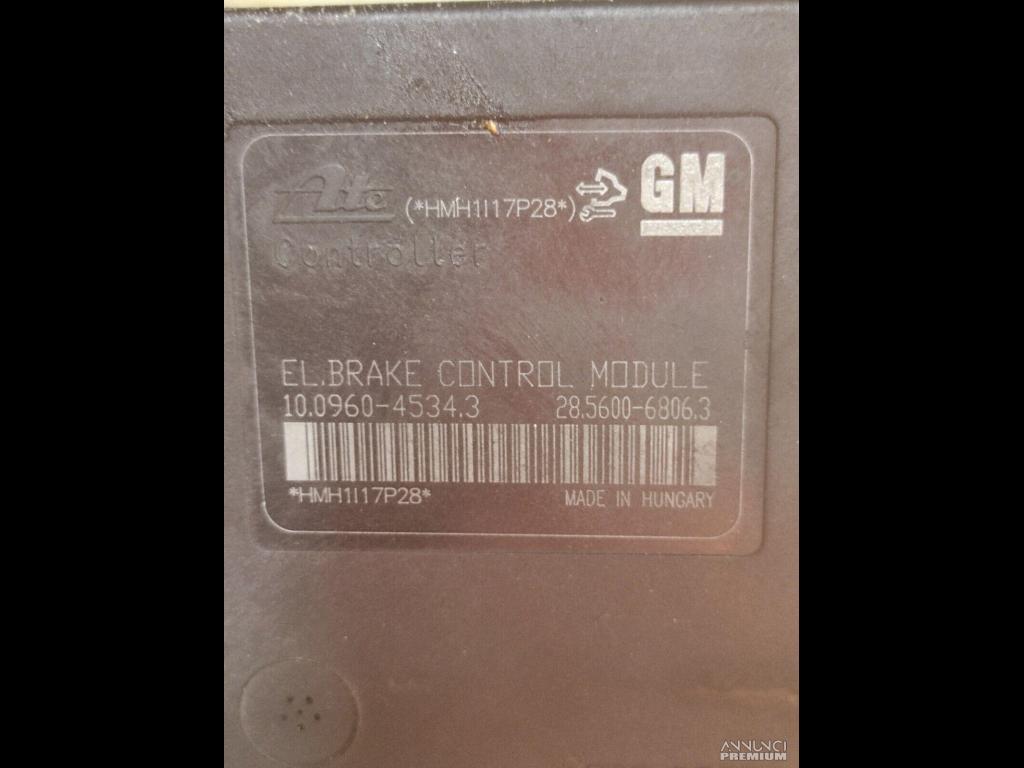 Ate (*HMH1I17P28*) GM
Controller
EL.BRAKE CONTROL MODULE
10.0960-4534.3 28.5600-6806.3
*HMH1I17P28* MADE IN HUNGARY
ANNUNCI
PREMIUM